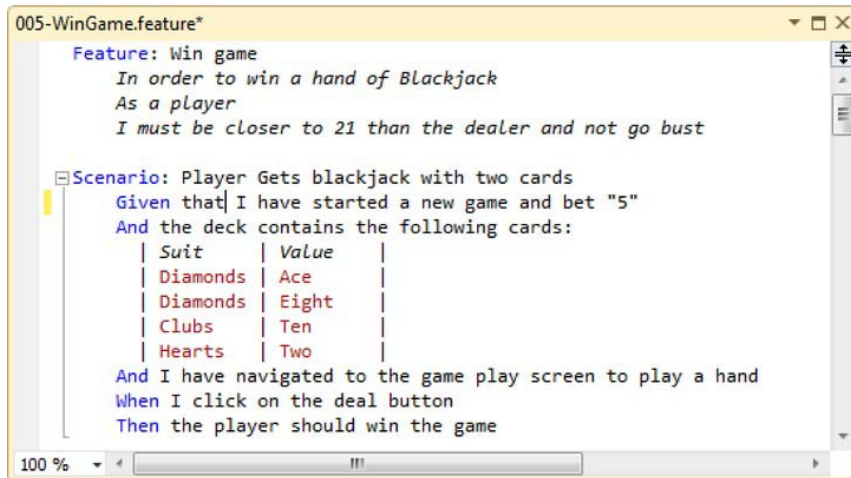 005-WinGame.feature*
Feature: Win game
In order to win a hand of Blackjack
As a player
I must be closer to 21 than the dealer and not go bust
Scenario: Player Gets blackjack with two cards
Given that I have started a new game and bet "5"
And the deck contains the following cards:
| Suit | Value |
| Diamonds | Ace |
| Diamonds | Eight |
| Clubs | Ten |
| Hearts | Two |
And I have navigated to the game play screen to play a hand
When I click on the deal button
Then the player should win the game
100 %